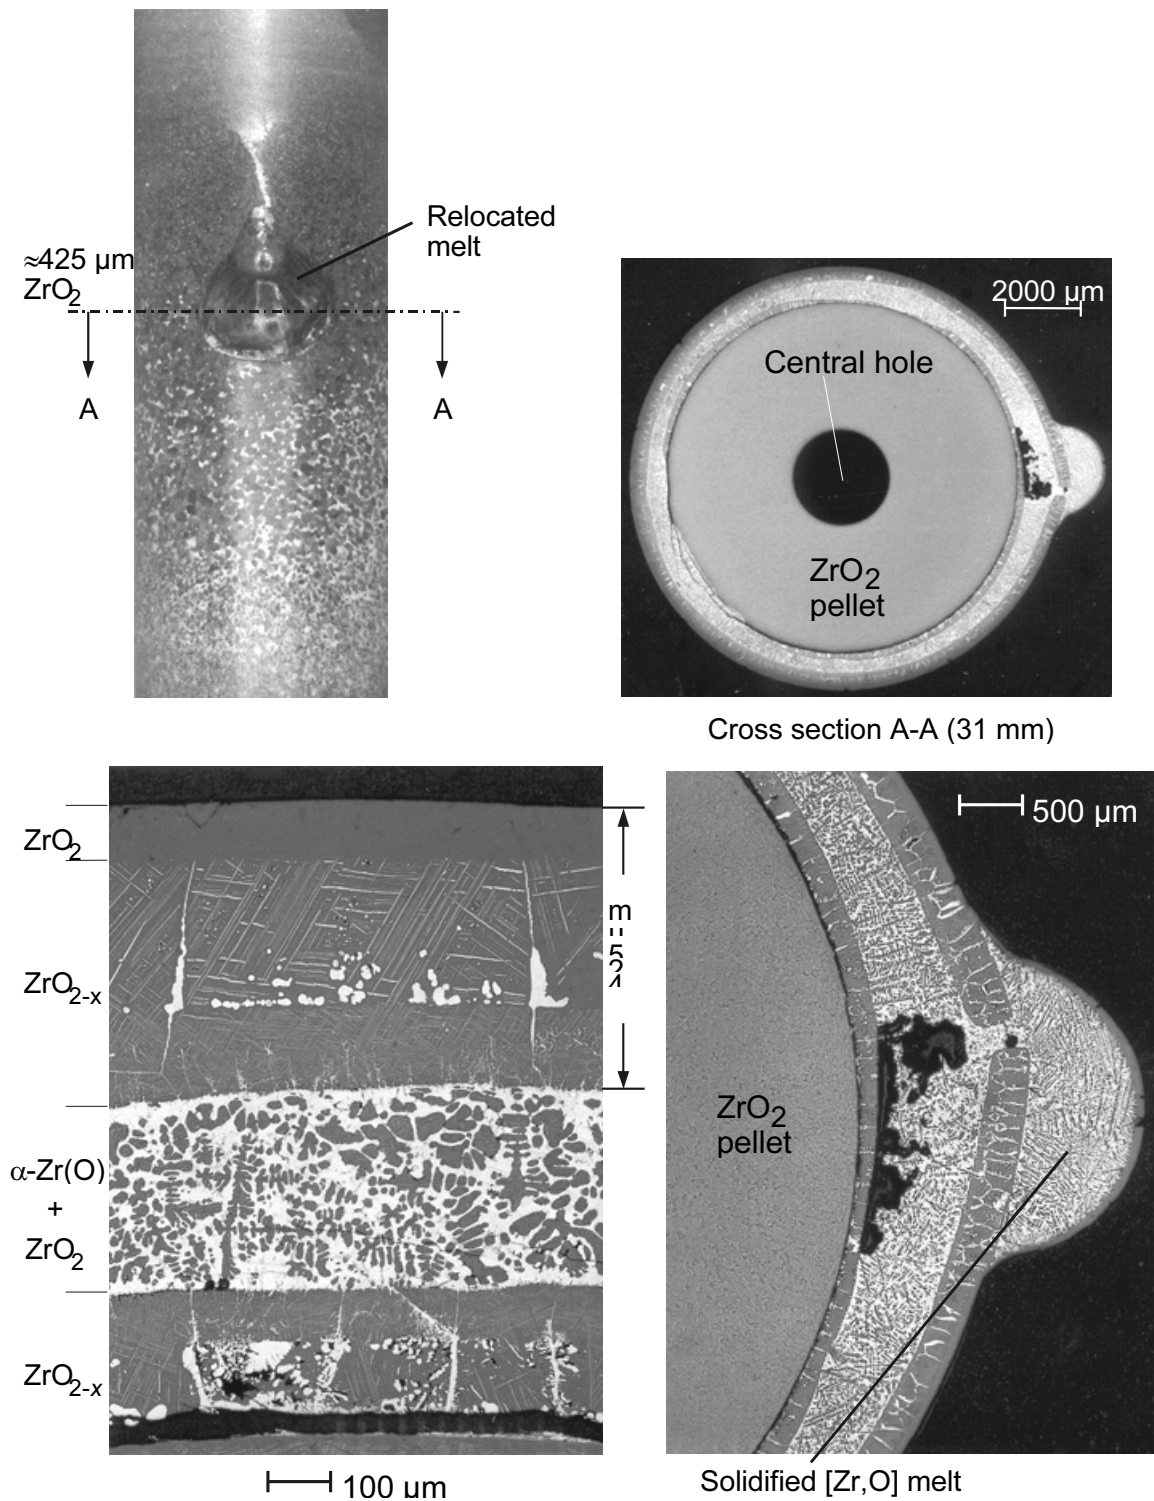 Relocated
melt
≈425 µm
ZrO2
A
A
2000 µm
Central hole
ZrO2
pellet
Cross section A-A (31 mm)
ZrO2
ZrO2-x
α-Zr(O)
+
ZrO2
ZrO2-x
100 µm
500 µm
ZrO2
pellet
Solidified [Zr,O] melt